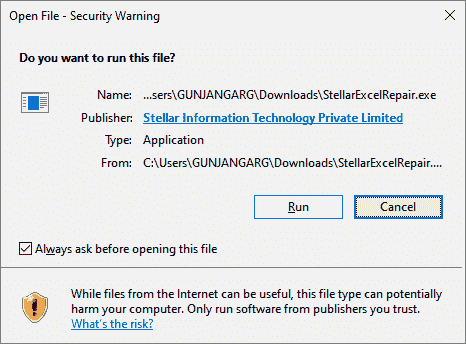 Open File - Security Warning
Do you want to run this file?
Name: ...sers\GUNJANGARG\Downloads\StellarExcelRepair.exe
Publisher: Stellar Information Technology Private Limited
Type: Application
From: C:\Users\GUNJANGARG\Downloads\StellarExcelRepair....
Run Cancel
Always ask before opening this file
While files from the Internet can be useful, this file type can potentially
harm your computer. Only run software from publishers you trust.
What's the risk?